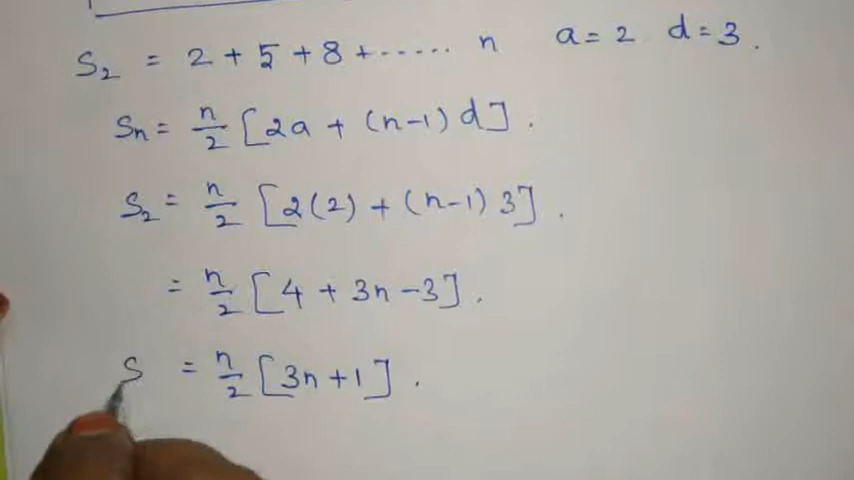 S₂ = 2 + 5 + 8 + ...... n a = 2 d = 3 .
Sₙ = n/2 [2a + (n-1) d] .
S₂ = n/2 [2(2) + (n-1) 3] .
= n/2 [4 + 3n - 3] .
S = n/2 [3n + 1] .